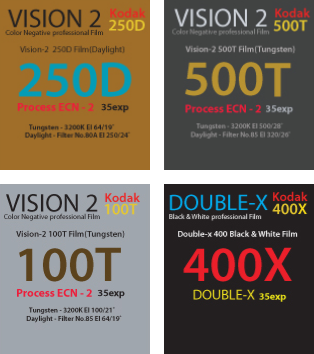 VISION 2 Kodak
Color Negative professional Film 250D
Vision-2 250D Film(Daylight)
250D
Process ECN - 2 35exp
Tungsten - 3200K EI 64/19˚
Daylight - Filter No.80A EI 250/24˚
VISION 2 Kodak
Color Negative professional Film 500T
Vision-2 500T Film(Tungsten)
500T
Process ECN - 2 35exp
Tungsten - 3200K EI 500/28˚
Daylight - Filter No.85 EI 320/26˚
VISION 2 Kodak
Color Negative professional Film 100T
Vision-2 100T Film(Tungsten)
100T
Process ECN - 2 35exp
Tungsten - 3200K EI 100/21˚
Daylight - Filter No.85 EI 64/19˚
DOUBLE-X Kodak
Black & White professional Film 400X
Double-x 400 Black & White Film
400X
DOUBLE-X 35exp